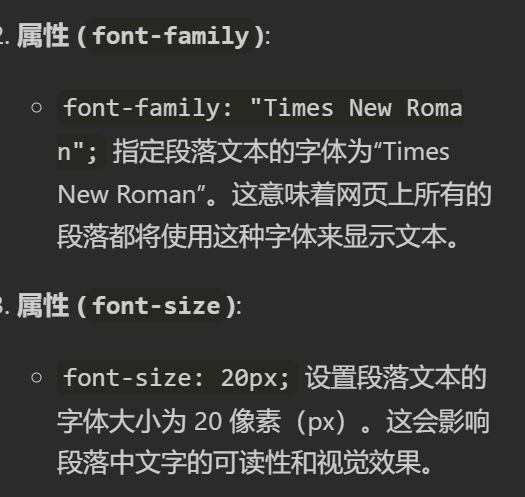 2. 属性 (font-family):
font-family: "Times New Roma
n"; 指定段落文本的字体为“Times
New Roman”。这意味着网页上所有的
段落都将使用这种字体来显示文本。
3. 属性 (font-size):
font-size: 20px; 设置段落文本的
字体大小为 20 像素（px）。这会影响
段落中文字的可读性和视觉效果。